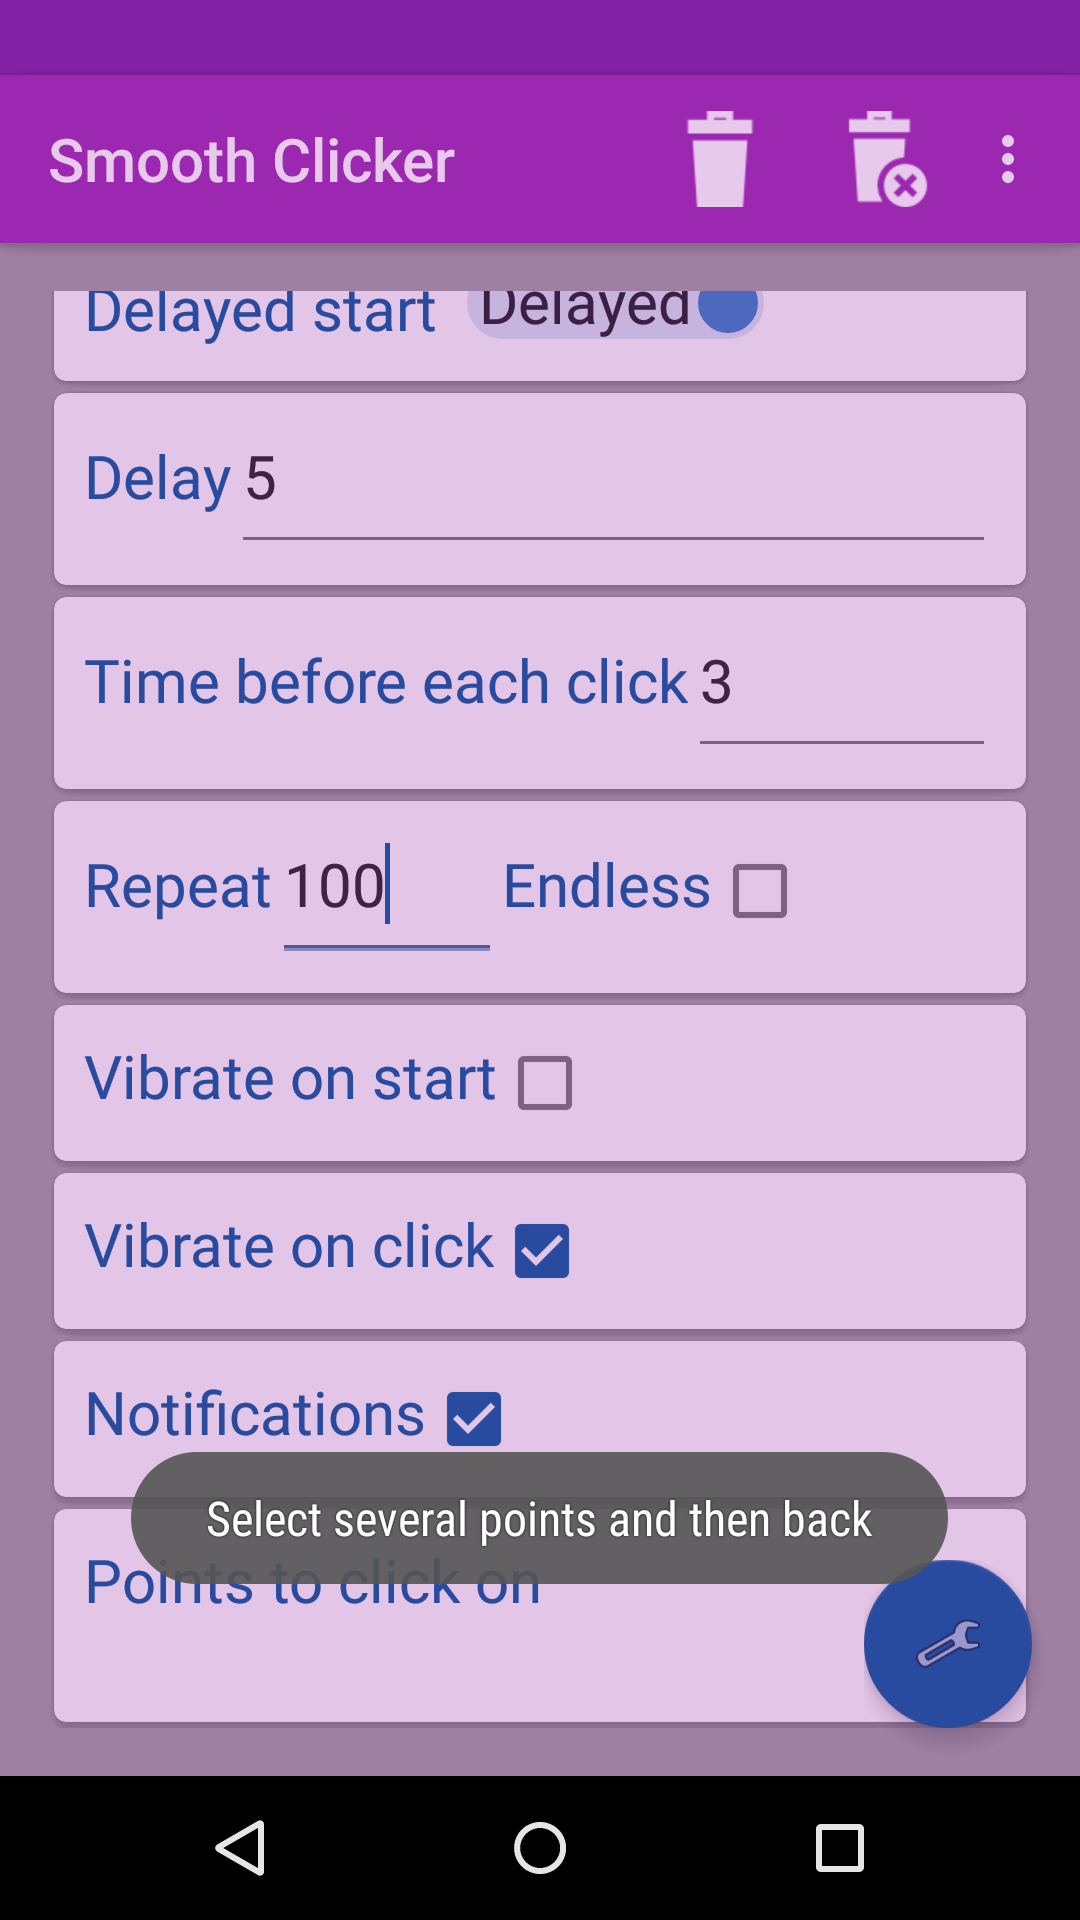 Smooth Clicker
Delayed start Delayed
Delay 5
Time before each click 3
Repeat 100 Endless
Vibrate on start
Vibrate on click
Notifications
Select several points and then back
Points to click on